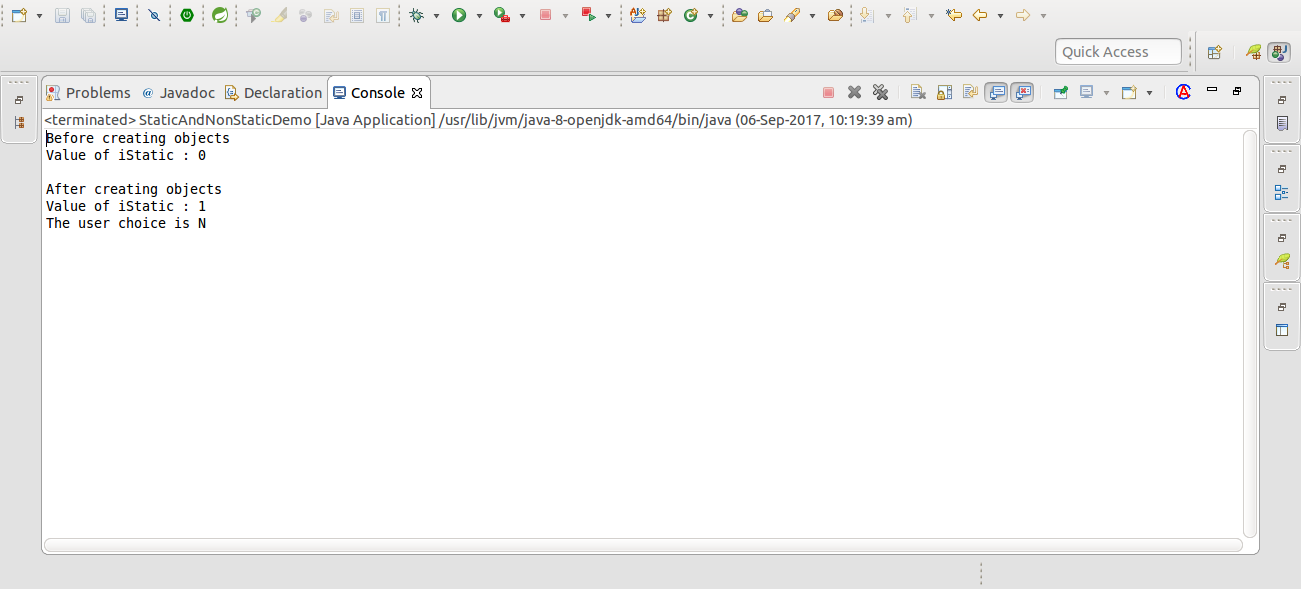 Quick Access
Problems @ Javadoc Declaration Console
<terminated> StaticAndNonStaticDemo [Java Application] /usr/lib/jvm/java-8-openjdk-amd64/bin/java (06-Sep-2017, 10:19:39 am)
Before creating objects
Value of iStatic : 0
After creating objects
Value of iStatic : 1
The user choice is N